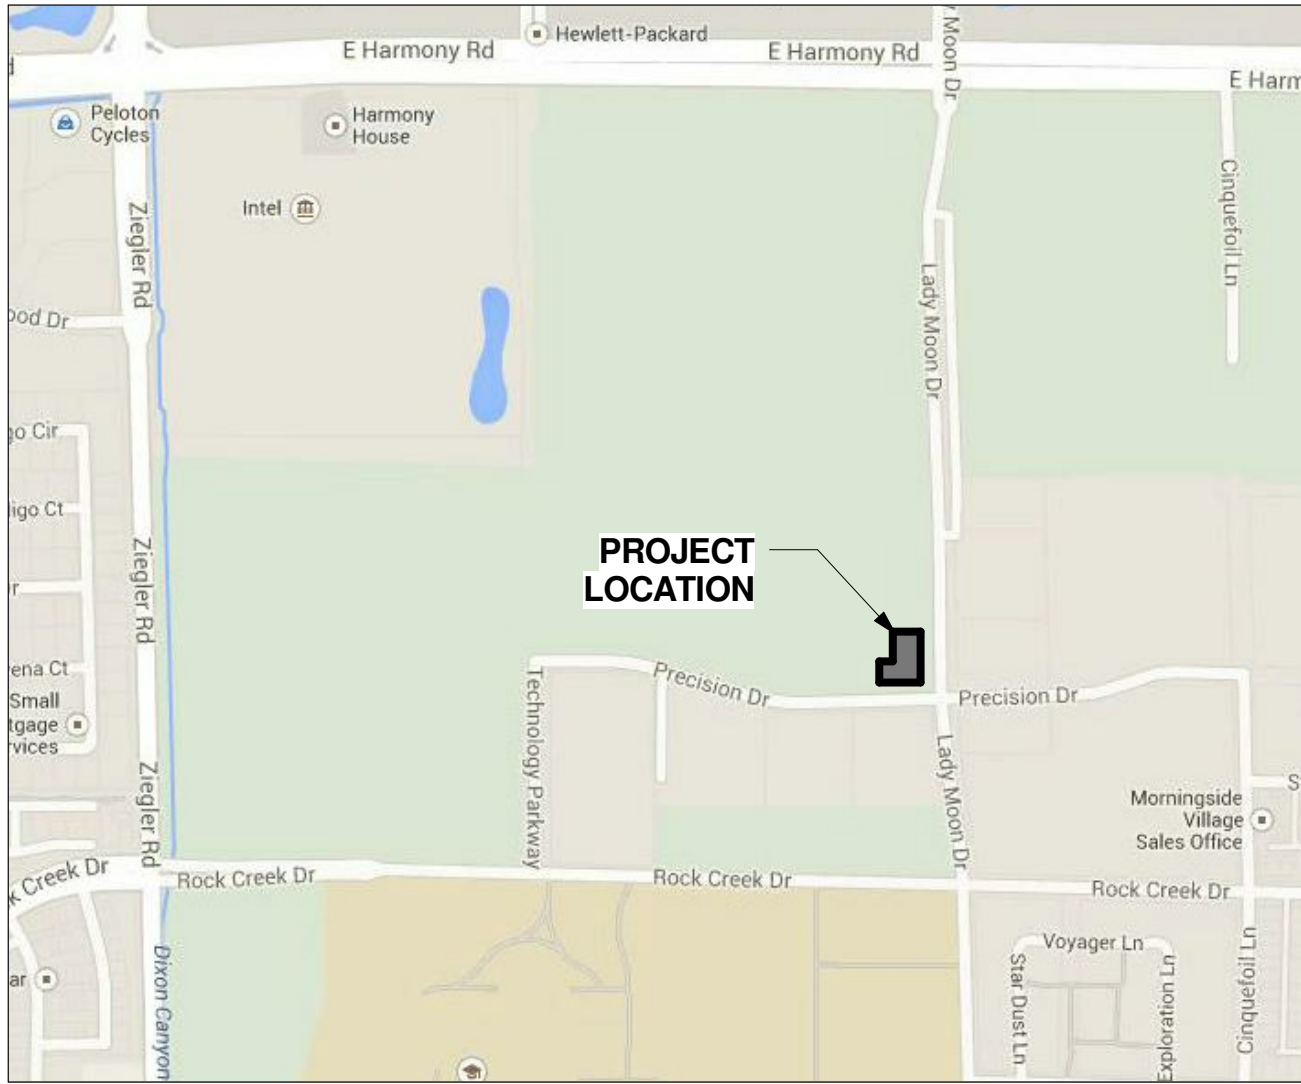 Hewlett-Packard
E Harmony Rd
E Harmony Rd
E Harm
y Moon Dr
Peloton
Cycles
Harmony
House
Intel
Ziegler Rd
Lady Moon Dr
Cinquefoil Ln
ood Dr
go Cir
igo Ct
Ziegler Rd
PROJECT
LOCATION
r
ena Ct
Small
tgage
vices
Technology Parkway
Precision Dr
Precision Dr
Lady Moon Dr
Ziegler Rd
Morningside
Village
Sales Office
S
k Creek Dr
Rock Creek Dr
Rock Creek Dr
Rock Creek Dr
Voyager Ln
Star Dust Ln
Exploration Ln
Cinquefoil Ln
ar
Dixon Canyon